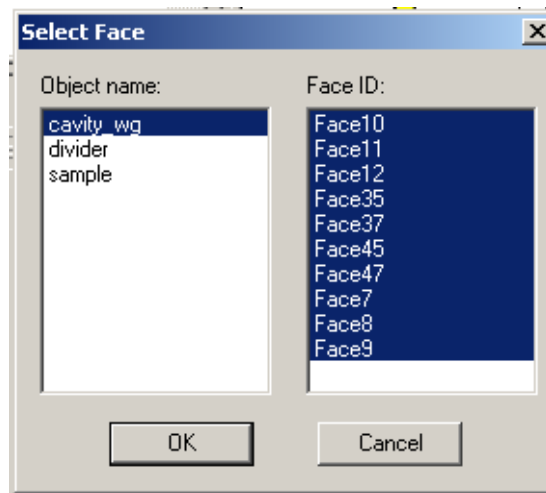 Select Face
Object name:
cavity_wg
divider
sample
Face ID:
Face10
Face11
Face12
Face35
Face37
Face45
Face47
Face7
Face8
Face9
OK
Cancel